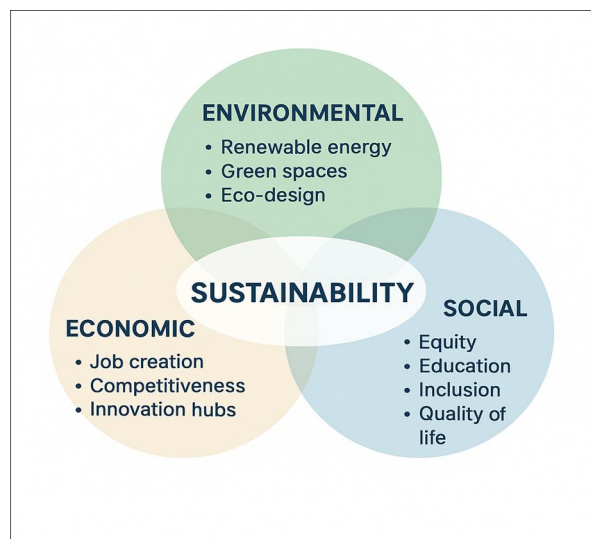 ENVIRONMENTAL
• Renewable energy
• Green spaces
• Eco-design
SUSTAINABILITY
ECONOMIC
• Job creation
• Competitiveness
• Innovation hubs
SOCIAL
• Equity
• Education
• Inclusion
• Quality of
life